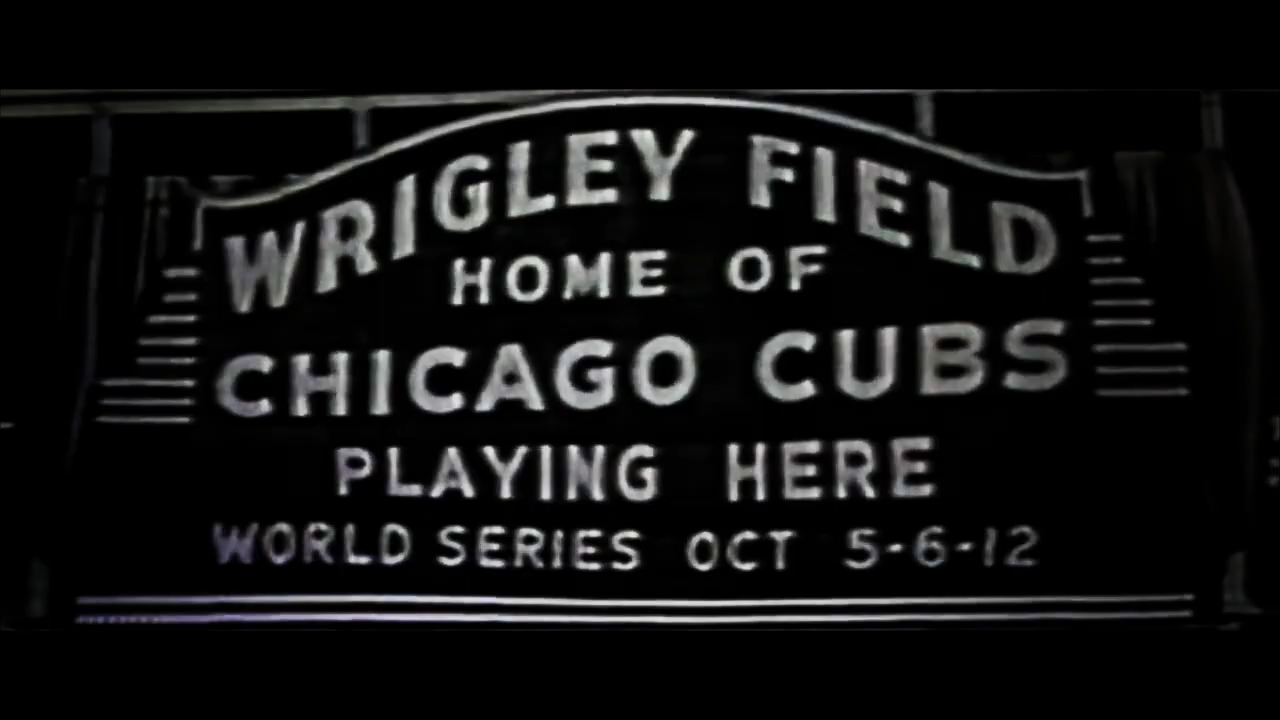 WRIGLEY FIELD
HOME OF
CHICAGO CUBS
PLAYING HERE
WORLD SERIES OCT 5-6-12